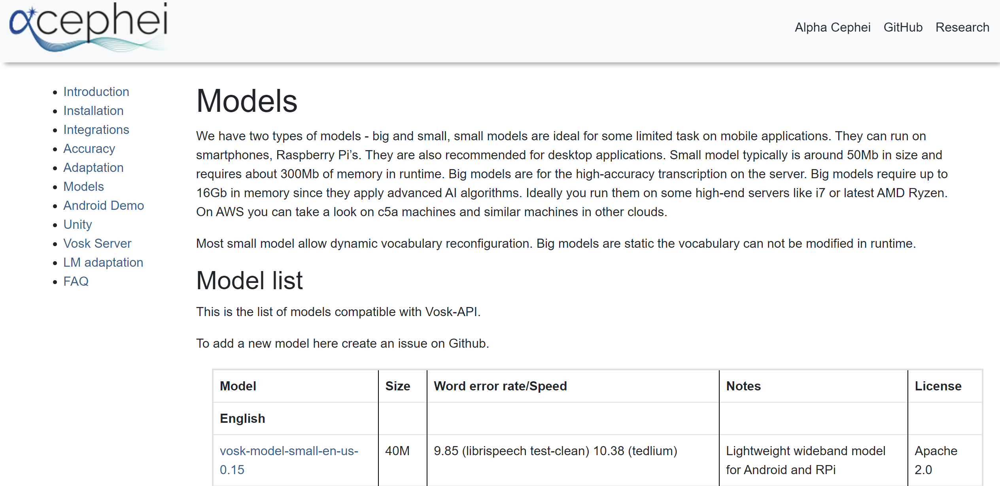 αcephei
Alpha Cephei GitHub Research
Introduction
Installation
Integrations
Accuracy
Adaptation
Models
Android Demo
Unity
Vosk Server
LM adaptation
FAQ
Models
We have two types of models - big and small, small models are ideal for some limited task on mobile applications. They can run on
smartphones, Raspberry Pi’s. They are also recommended for desktop applications. Small model typically is around 50Mb in size and
requires about 300Mb of memory in runtime. Big models are for the high-accuracy transcription on the server. Big models require up to
16Gb in memory since they apply advanced AI algorithms. Ideally you run them on some high-end servers like i7 or latest AMD Ryzen.
On AWS you can take a look on c5a machines and similar machines in other clouds.
Most small model allow dynamic vocabulary reconfiguration. Big models are static the vocabulary can not be modified in runtime.
Model list
This is the list of models compatible with Vosk-API.
To add a new model here create an issue on Github.
Model Size Word error rate/Speed Notes License
English
vosk-model-small-en-us- 40M 9.85 (librispeech test-clean) 10.38 (tedlium) Lightweight wideband model Apache
0.15 for Android and RPi 2.0